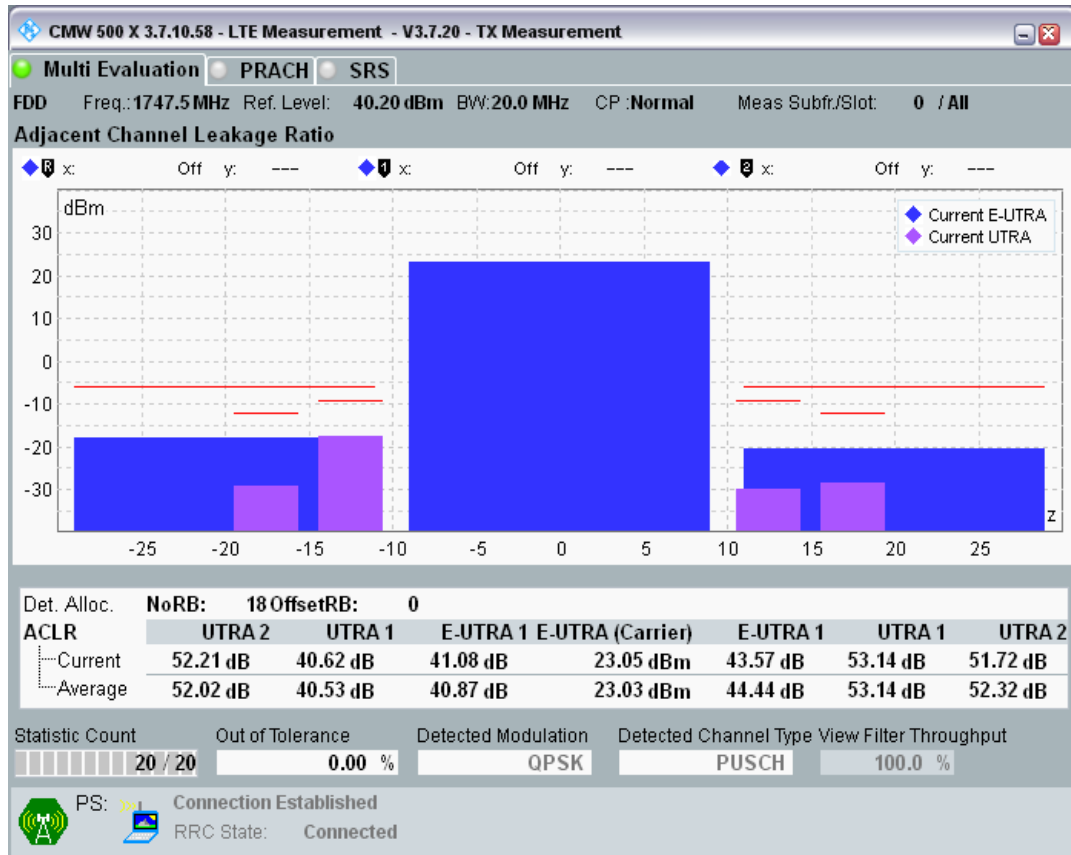 CMW 500 X 3.7.10.58 - LTE Measurement - V3.7.20 - TX Measurement
Multi Evaluation PRACH SRS
FDD Freq.:1747.5 MHz Ref. Level: 40.20 dBm BW:20.0 MHz CP :Normal Meas Subfr./Slot: 0 / All
Adjacent Channel Leakage Ratio
R x: Off y: --- 1 x: Off y: --- 2 x: Off y: ---
dBm
Current E-UTRA
Current UTRA
30
20
10
0
-10
-20
-30
z
-25 -20 -15 -10 -5 0 5 10 15 20 25
Det. Alloc. NoRB: 18 OffsetRB: 0
ACLR UTRA 2 UTRA 1 E-UTRA 1 E-UTRA (Carrier) E-UTRA 1 UTRA 1 UTRA 2
Current 52.21 dB 40.62 dB 41.08 dB 23.05 dBm 43.57 dB 53.14 dB 51.72 dB
Average 52.02 dB 40.53 dB 40.87 dB 23.03 dBm 44.44 dB 53.14 dB 52.32 dB
Statistic Count Out of Tolerance Detected Modulation Detected Channel Type View Filter Throughput
20 / 20 0.00 % QPSK PUSCH 100.0 %
PS: Connection Established
RRC State: Connected